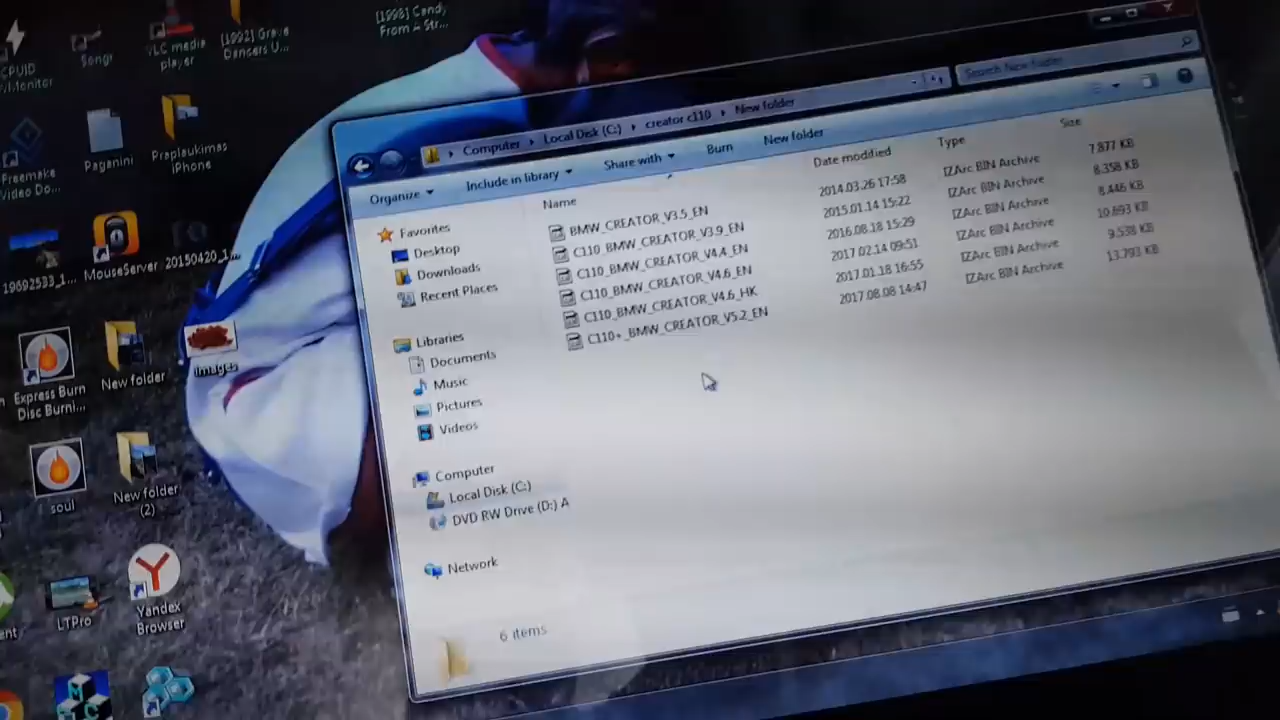 CPUID
Songr
VLC media
player
[1992] Grave
Dancers U...
[1993] Candy
From A Str...
Freemake
Video Do...
Paganini
Praplaukimas
iPhone
19692533_1...
MouseServer
20150420_1...
Express Burn
Disc Burni...
New folder
images
soul
New folder
(2)
LTPro
Yandex
Browser
Computer
Local Disk (C:)
creator c110
New folder
Search New folder
Organize
Include in library
Share with
Burn
New folder
Favorites
Desktop
Downloads
Recent Places
Libraries
Documents
Music
Pictures
Videos
Computer
Local Disk (C:)
DVD RW Drive (D:) A
Network
Name Date modified Type Size
BMW_CREATOR_V3.5_EN 2014.03.26 17:58 IZArc BIN Archive 7.877 KB
C110_BMW_CREATOR_V3.9_EN 2015.01.14 15:22 IZArc BIN Archive 8.358 KB
C110_BMW_CREATOR_V4.4_EN 2016.08.18 15:29 IZArc BIN Archive 8.446 KB
C110_BMW_CREATOR_V4.6_EN 2017.02.14 09:51 IZArc BIN Archive 10.693 KB
C110_BMW_CREATOR_V4.6_HK 2017.01.18 16:55 IZArc BIN Archive 9.538 KB
C110+_BMW_CREATOR_V5.2_EN 2017.08.08 14:47 IZArc BIN Archive 13.793 KB
6 items